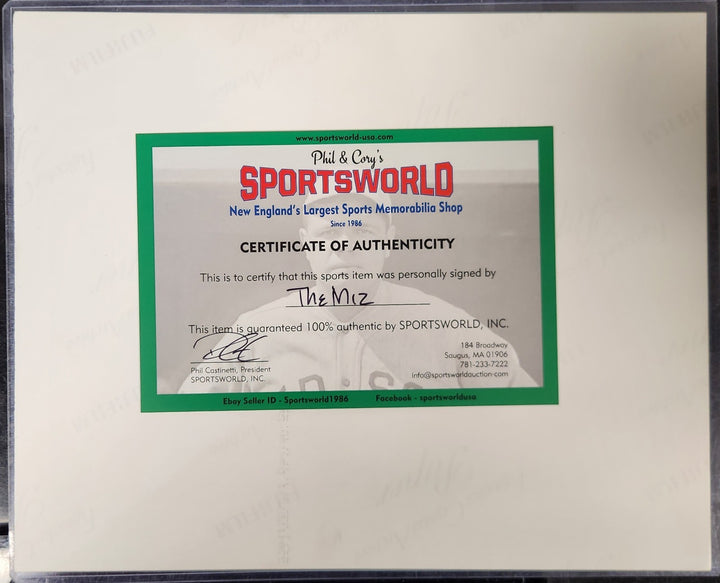 www.sportsworld-usa.com
Phil & Cory's
SPORTSWORLD
New England's Largest Sports Memorabilia Shop
Since 1986
CERTIFICATE OF AUTHENTICITY
This is to certify that this sports item was personally signed by
The Miz
This item is guaranteed 100% authentic by SPORTSWORLD, INC.
Phil Castinetti, President
SPORTSWORLD, INC.
184 Broadway
Saugus, MA 01906
781-233-7222
info@sportsworldauction.com
Ebay Seller ID - Sportsworld1986 Facebook - sportsworldusa
FUJIFILM
FUJIFILM
FUJIFILM